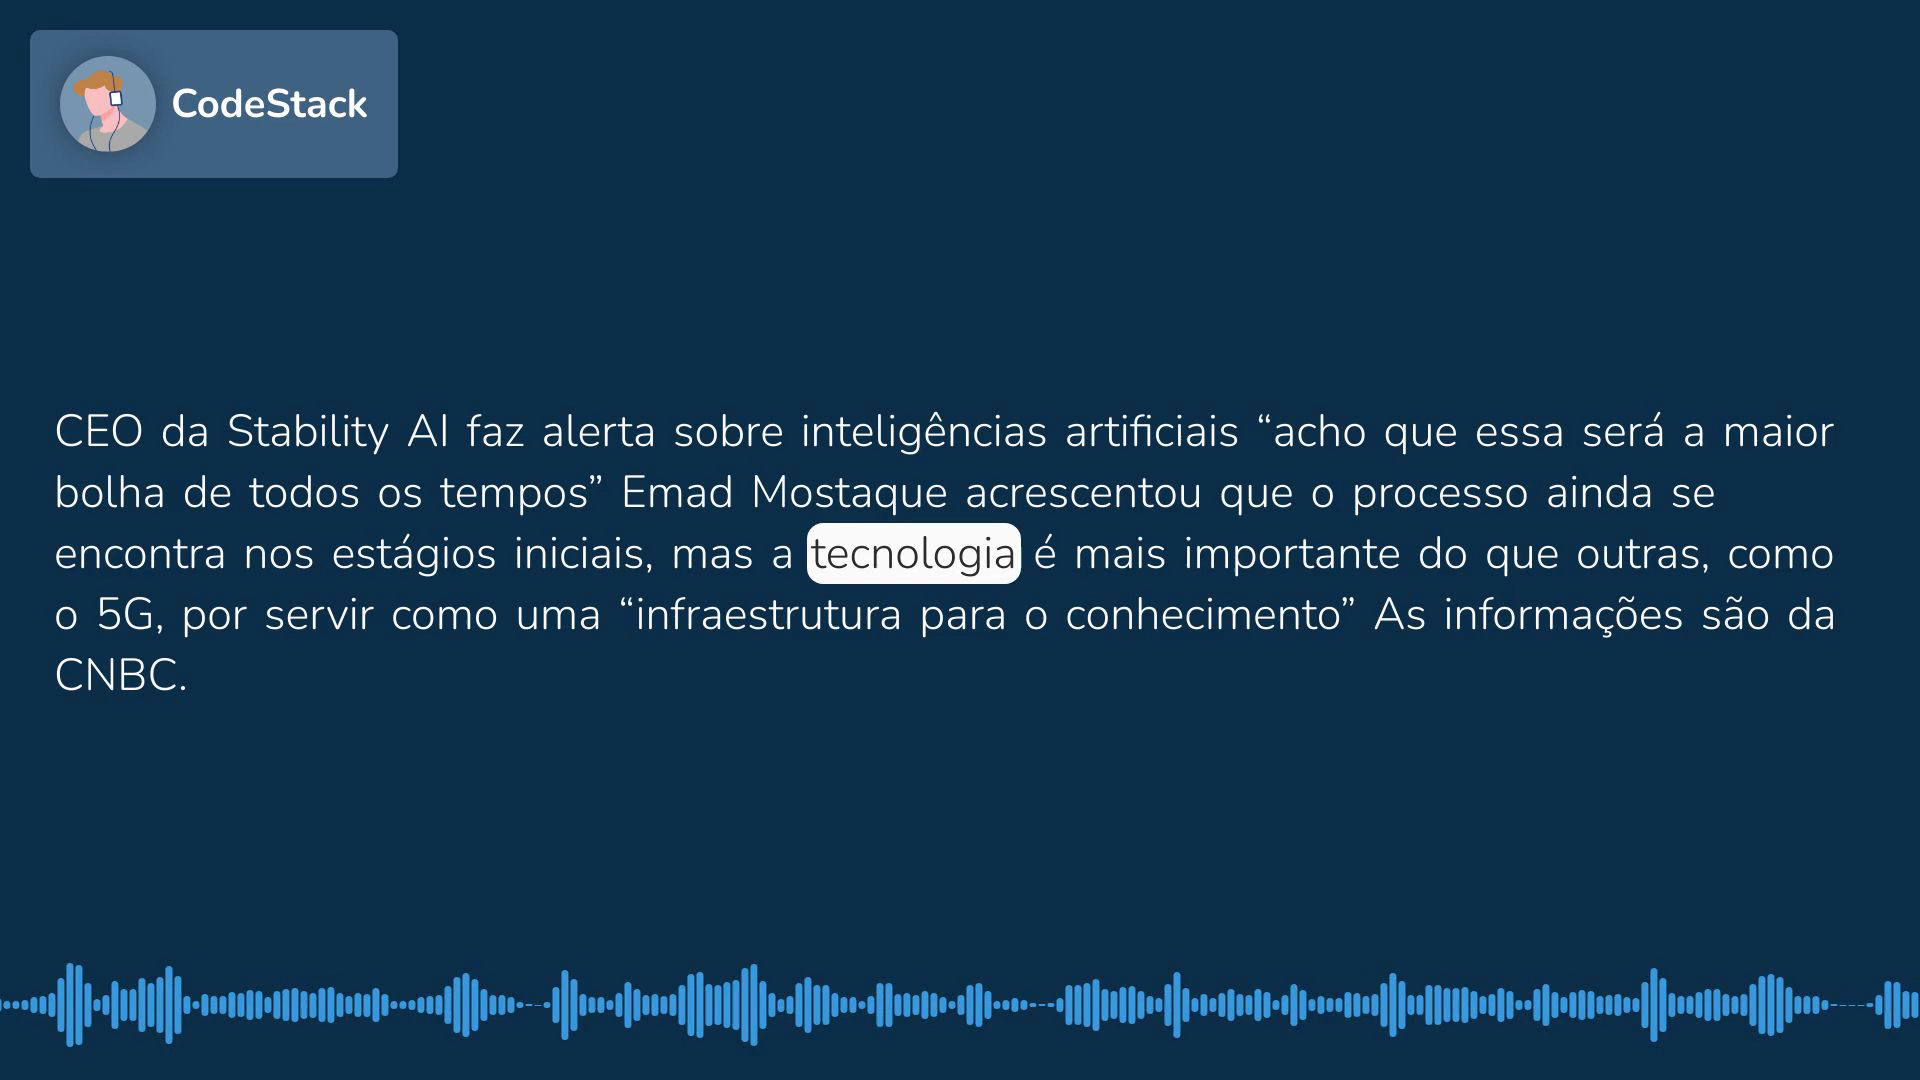 CodeStack
CEO da Stability AI faz alerta sobre inteligências artificiais “acho que essa será a maior
bolha de todos os tempos” Emad Mostaque acrescentou que o processo ainda se
encontra nos estágios iniciais, mas a tecnologia é mais importante do que outras, como
o 5G, por servir como uma “infraestrutura para o conhecimento” As informações são da
CNBC.